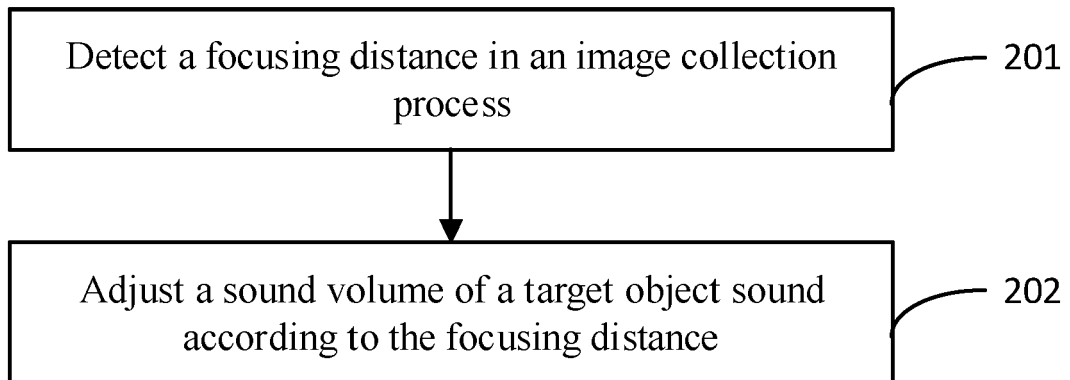 Detect a focusing distance in an image collection
process
201
Adjust a sound volume of a target object sound
according to the focusing distance
202